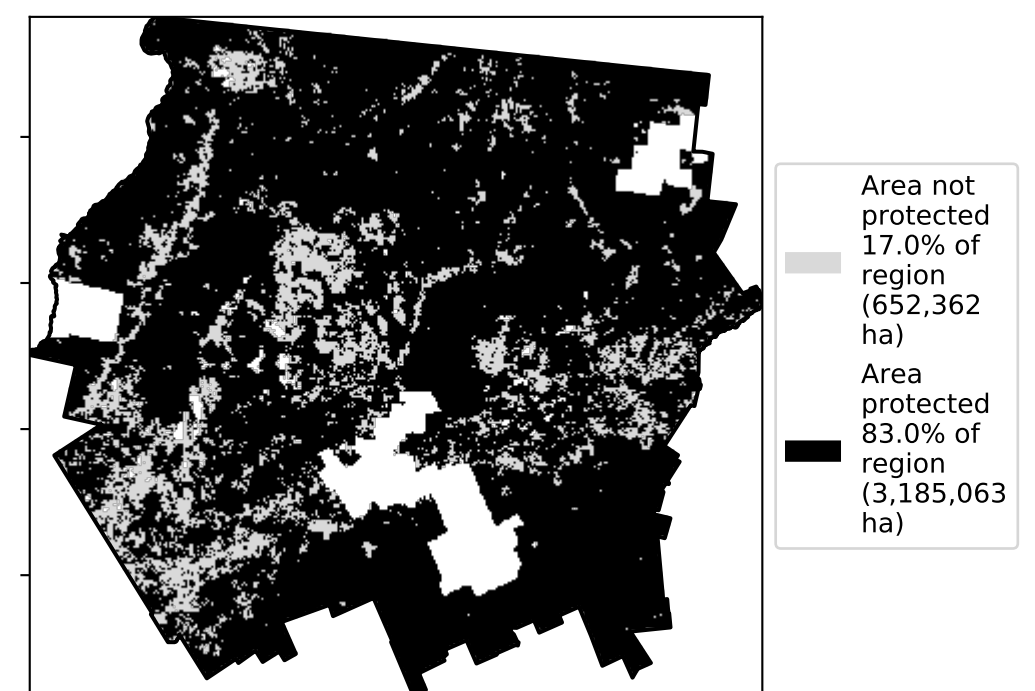 Area not
protected
17.0% of
region
(652,362
ha)
Area
protected
83.0% of
region
(3,185,063
ha)